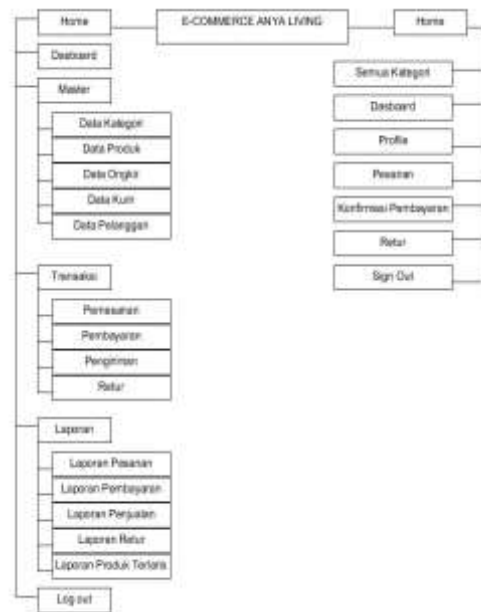 Home
E-COMMERCE ANYA LIVING
Home
Dasboard
Master
Data Kategori
Data Produk
Data Ongkir
Data Kurir
Data Pelanggan
Transaksi
Pemesanan
Pembayaran
Pengiriman
Retur
Laporan
Laporan Pesanan
Laporan Pembayaran
Laporan Penjualan
Laporan Retur
Laporan Produk Terlaris
Log out
Semua Kategori
Dasboard
Profile
Pesanan
Konfirmasi Pembayaran
Retur
Sign Out